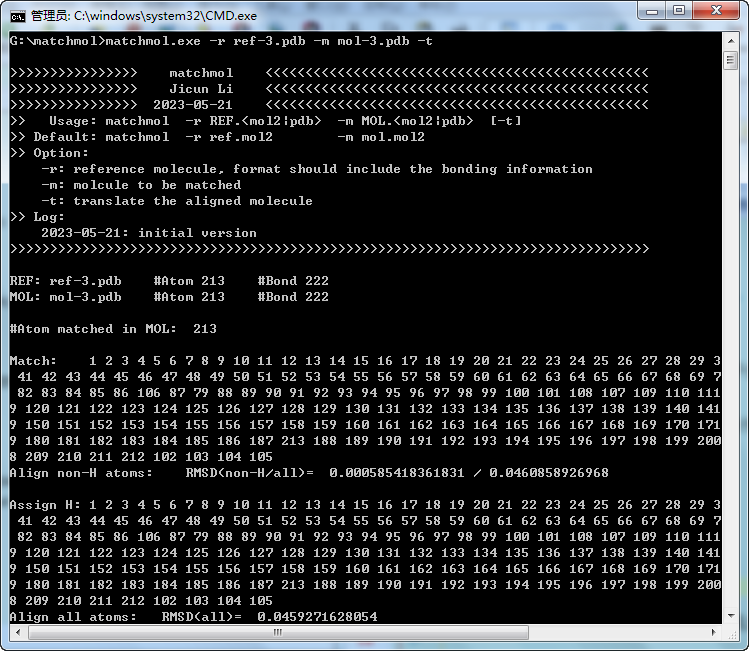 管理员: C:\windows\system32\CMD.exe
G:\matchmol>matchmol.exe -r ref-3.pdb -m mol-3.pdb -t
>>>>>>>>>>>>>>>>    matchmol    <<<<<<<<<<<<<<<<<<<<<<<<<<<<<<<<<<<<<<<<<<<<<<<<
>>>>>>>>>>>>>>>>    Jicun Li    <<<<<<<<<<<<<<<<<<<<<<<<<<<<<<<<<<<<<<<<<<<<<<<<
>>>>>>>>>>>>>>>>  2023-05-21    <<<<<<<<<<<<<<<<<<<<<<<<<<<<<<<<<<<<<<<<<<<<<<<<
>>   Usage: matchmol  -r REF.<mol2|pdb>  -m MOL.<mol2|pdb>  [-t]
>> Default: matchmol  -r ref.mol2        -m mol.mol2
>> Option:
    -r: reference molecule, format should include the bonding information
    -m: molcule to be matched
    -t: translate the aligned molecule
>> Log:
    2023-05-21: initial version
>>>>>>>>>>>>>>>>>>>>>>>>>>>>>>>>>>>>>>>>>>>>>>>>>>>>>>>>>>>>>>>>>>>>>>>>>>>>>>>>
REF: ref-3.pdb    #Atom 213    #Bond 222
MOL: mol-3.pdb    #Atom 213    #Bond 222
#Atom matched in MOL:  213
Match:    1 2 3 4 5 6 7 8 9 10 11 12 13 14 15 16 17 18 19 20 21 22 23 24 25 26 27 28 29 3
41 42 43 44 45 46 47 48 49 50 51 52 53 54 55 56 57 58 59 60 61 62 63 64 65 66 67 68 69 7
82 83 84 85 86 106 87 79 88 89 90 91 92 93 94 95 96 97 98 99 100 101 108 107 109 110 111
9 120 121 122 123 124 125 126 127 128 129 130 131 132 133 134 135 136 137 138 139 140 141
9 150 151 152 153 154 155 156 157 158 159 160 161 162 163 164 165 166 167 168 169 170 171
9 180 181 182 183 184 185 186 187 213 188 189 190 191 192 193 194 195 196 197 198 199 200
8 209 210 211 212 102 103 104 105
Align non-H atoms:    RMSD(non-H/all)=  0.000585418361831 / 0.0460858926968
Assign H: 1 2 3 4 5 6 7 8 9 10 11 12 13 14 15 16 17 18 19 20 21 22 23 24 25 26 27 28 29 3
41 42 43 44 45 46 47 48 49 50 51 52 53 54 55 56 57 58 59 60 61 62 63 64 65 66 67 68 69 7
82 83 84 85 86 106 87 79 88 89 90 91 92 93 94 95 96 97 98 99 100 101 108 107 109 110 111
9 120 121 122 123 124 125 126 127 128 129 130 131 132 133 134 135 136 137 138 139 140 141
9 150 151 152 153 154 155 156 157 158 159 160 161 162 163 164 165 166 167 168 169 170 171
9 180 181 182 183 184 185 186 187 213 188 189 190 191 192 193 194 195 196 197 198 199 200
8 209 210 211 212 102 103 104 105
Align all atoms:   RMSD(all)=  0.0459271628054